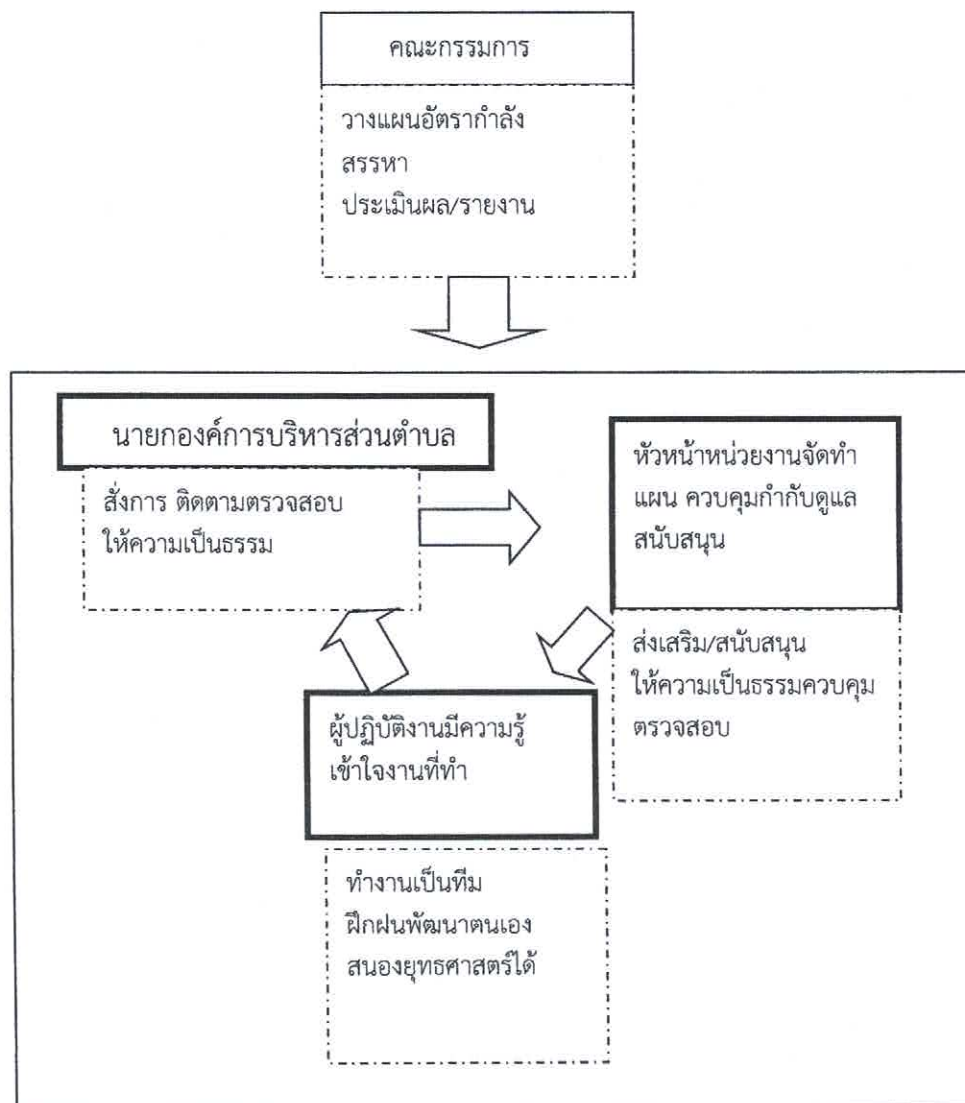 คณะกรรมการ
วางแผนอัตรากำลัง
สรรหา
ประเมินผล/รายงาน
นายกองค์การบริหารส่วนตำบล
สั่งการ ติดตามตรวจสอบ
ให้ความเป็นธรรม
หัวหน้าหน่วยงานจัดทำ
แผน ควบคุมกำกับดูแล
สนับสนุน
ส่งเสริม/สนับสนุน
ให้ความเป็นธรรมควบคุม
ตรวจสอบ
ผู้ปฏิบัติงานมีความรู้
เข้าใจงานที่ทำ
ทำงานเป็นทีม
ฝึกฝนพัฒนาตนเอง
สนองยุทธศาสตร์ได้